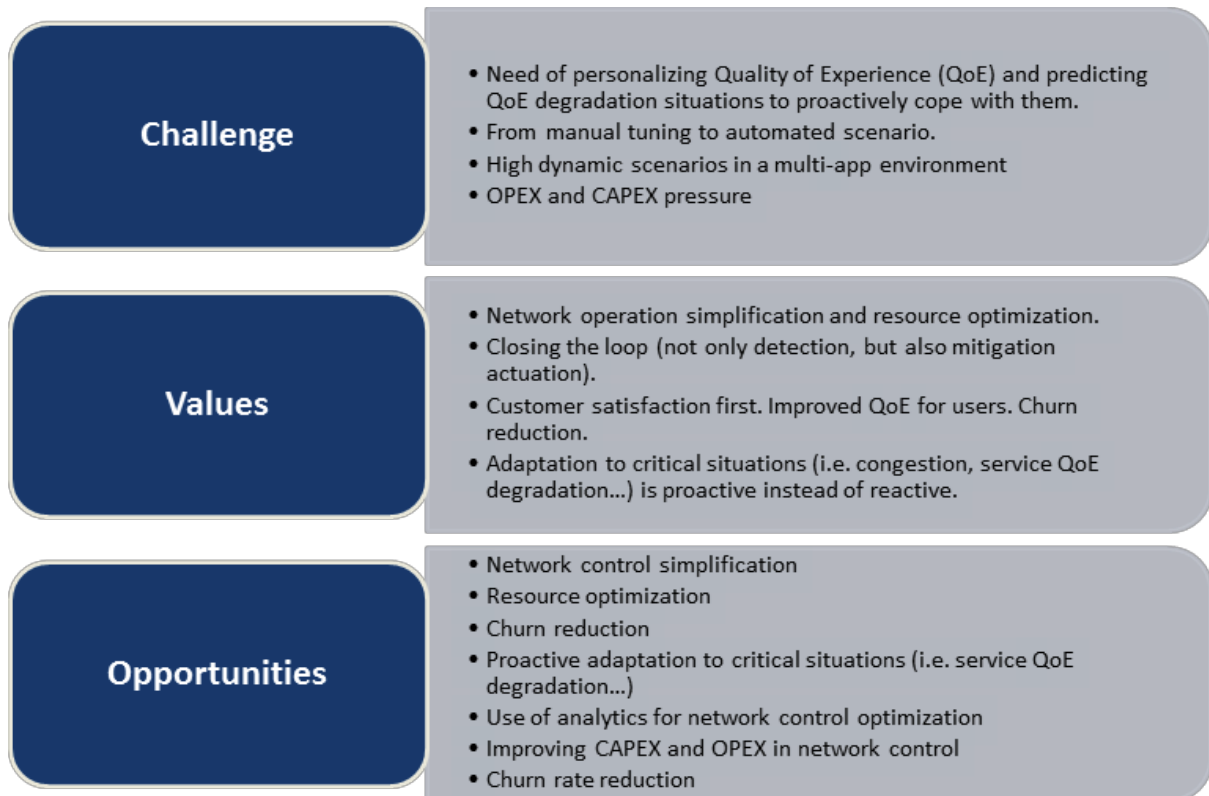 Challenge
• Need of personalizing Quality of Experience (QoE) and predicting
QoE degradation situations to proactively cope with them.
• From manual tuning to automated scenario.
• High dynamic scenarios in a multi-app environment
• OPEX and CAPEX pressure
Values
• Network operation simplification and resource optimization.
• Closing the loop (not only detection, but also mitigation
actuation).
• Customer satisfaction first. Improved QoE for users. Churn
reduction.
• Adaptation to critical situations (i.e. congestion, service QoE
degradation...) is proactive instead of reactive.
Opportunities
• Network control simplification
• Resource optimization
• Churn reduction
• Proactive adaptation to critical situations (i.e. service QoE
degradation...)
• Use of analytics for network control optimization
• Improving CAPEX and OPEX in network control
• Churn rate reduction